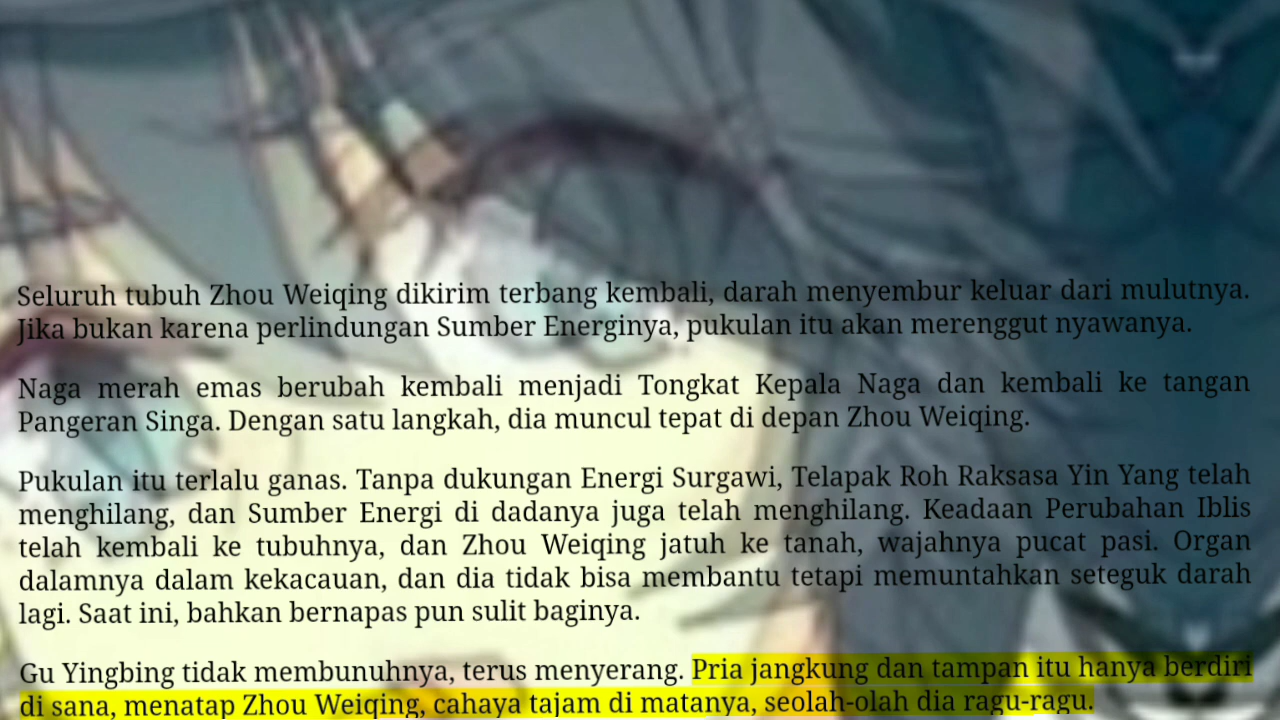 Seluruh tubuh Zhou Weiqing dikirim terbang kembali, darah menyembur keluar dari mulutnya.
Jika bukan karena perlindungan Sumber Energinya, pukulan itu akan merenggut nyawanya.
Naga merah emas berubah kembali menjadi Tongkat Kepala Naga dan kembali ke tangan
Pangeran Singa. Dengan satu langkah, dia muncul tepat di depan Zhou Weiqing.
Pukulan itu terlalu ganas. Tanpa dukungan Energi Surgawi, Telapak Roh Raksasa Yin Yang telah
menghilang, dan Sumber Energi di dadanya juga telah menghilang. Keadaan Perubahan Iblis
telah kembali ke tubuhnya, dan Zhou Weiqing jatuh ke tanah, wajahnya pucat pasi. Organ
dalamnya dalam kekacauan, dan dia tidak bisa membantu tetapi memuntahkan seteguk darah
lagi. Saat ini, bahkan bernapas pun sulit baginya.
Gu Yingbing tidak membunuhnya, terus menyerang. Pria jangkung dan tampan itu hanya berdiri
di sana, menatap Zhou Weiqing, cahaya tajam di matanya, seolah-olah dia ragu-ragu.